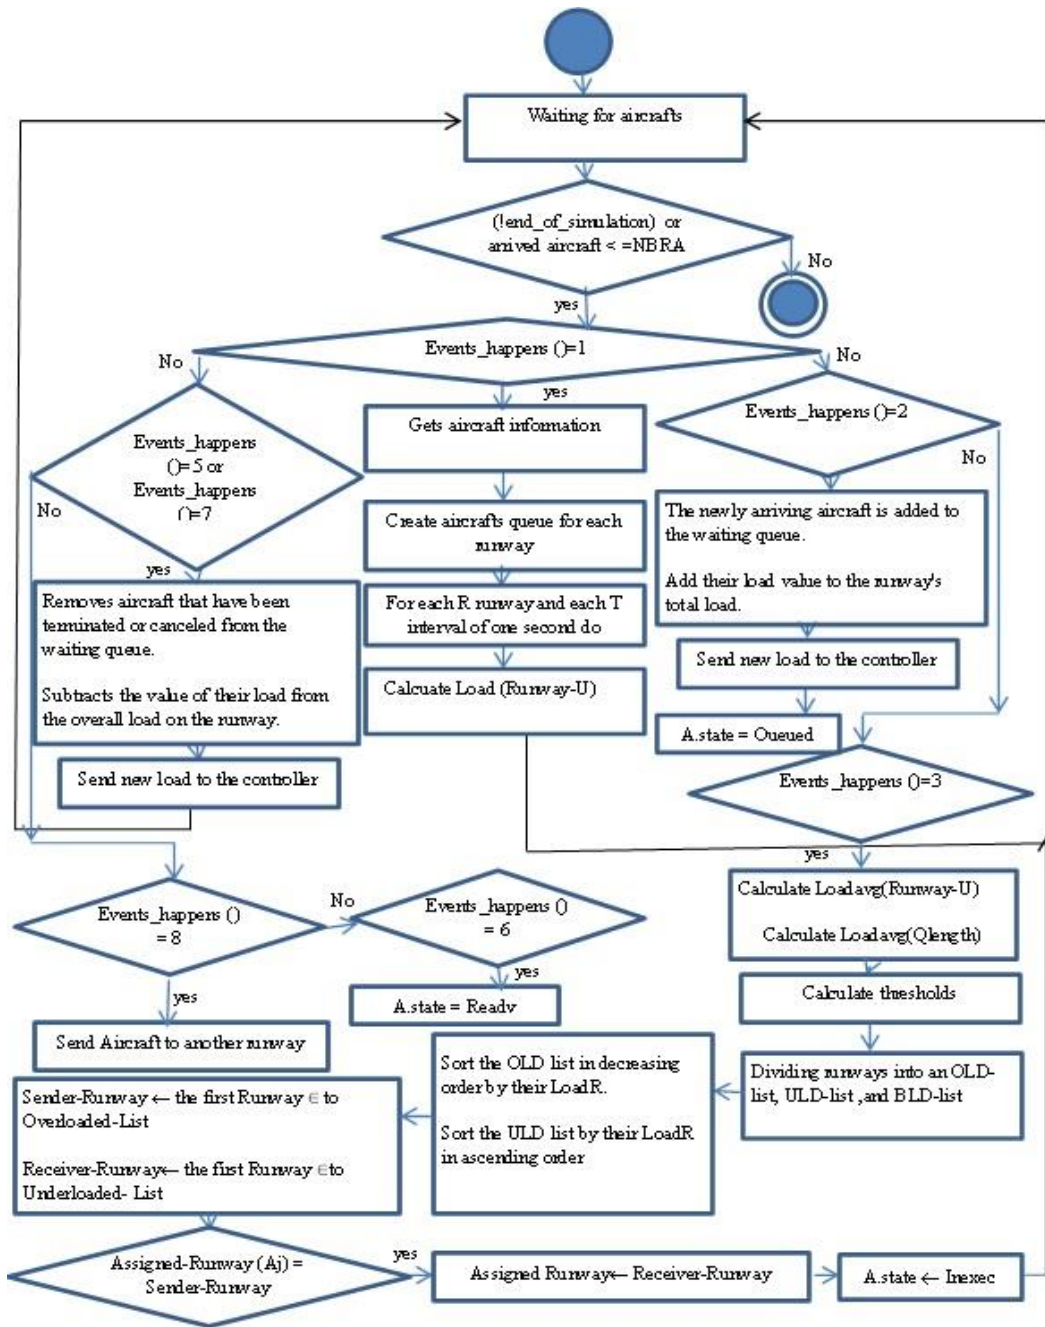 Waiting for aircrafts
(!end_of_simulation) or
arrived aircraft < =NBRA
No
yes
Events_happens ()=1
No
No
yes
Events_happens
()=5 or
Events_happens
()=7
No
yes
Gets aircraft information
Events_happens ()=2
No
Create aircrafts queue for each
runway
The newly arriving aircraft is added to
the waiting queue.
Add their load value to the runway's
total load.
Removes aircraft that have been
terminated or canceled from the
waiting queue.
Subtracts the value of their load from
the overall load on the runway.
For each R runway and each T
interval of one second do
Send new load to the controller
Calcuate Load (Runway-U)
A.state = Queued
Send new load to the controller
Events_happens ()=3
yes
Events_happens ()
= 8
No
Events_happens ()
= 6
yes
yes
Calculate Loadavg(Runway-U)
Calculate Loadavg(Qlength)
A.state = Ready
Calculate thresholds
Send Aircraft to another runway
Dividing runways into an OLD-
list, ULD-list ,and BLD-list
Sort the OLD list in decreasing
order by their LoadR.
Sort the ULD list by their LoadR
in ascending order
Sender-Runway ← the first Runway ∈ to
Overloaded-List
Receiver-Runway← the first Runway ∈to
Underloaded- List
Assigned-Runway (Aj) =
Sender-Runway
yes
Assigned Runway← Receiver-Runway
A.state ← Inexec